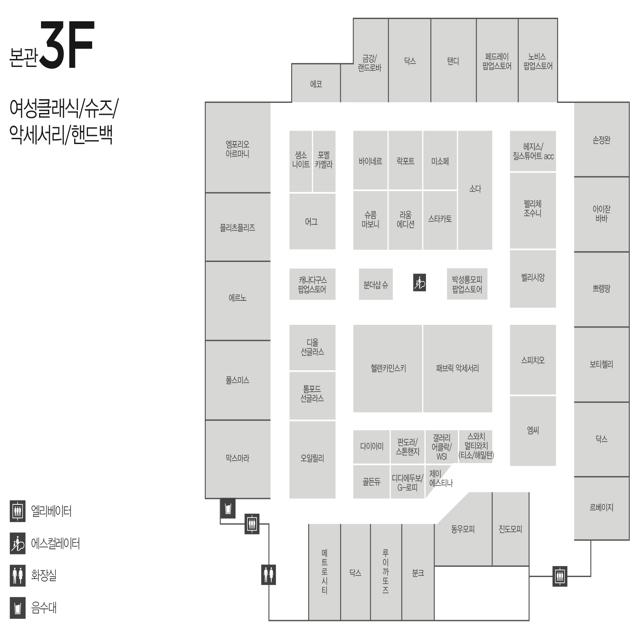 본관 3F
여성클래식/슈즈/
악세서리/핸드백
금강/
랜드로바
닥스
탠디
페드레이
팝업스토어
노비스
팝업스토어
에코
엠포리오
아르마니
플리츠플리즈
에르노
폴스미스
막스마라
쌤소
나이트
포멜
카멜라
어그
바이네르
락포트
미소페
소다
슈콤
마보니
라움
에디션
스타카토
헤지스/
질스튜어트 acc
펠리체
조수니
벨리시앙
손정완
아이잗
바바
쁘렝땅
보티첼리
닥스
르베이지
캐나다구스
팝업스토어
분더샵 슈
박성룡모피
팝업스토어
디올
선글라스
톰포드
선글라스
오일릴리
헬렌카민스키
패브릭 악세서리
스피치오
엠씨
다이아미
판도라/
스톤헨지
갤러리
어클락/
WSI
스와치
멀티와치
(티쏘/해밀턴)
골든듀
디디에두보/
G-로피
제이
에스티나
메트로시티
닥스
루이까또즈
분크
동우모피
진도모피
엘리베이터
에스컬레이터
화장실
음수대